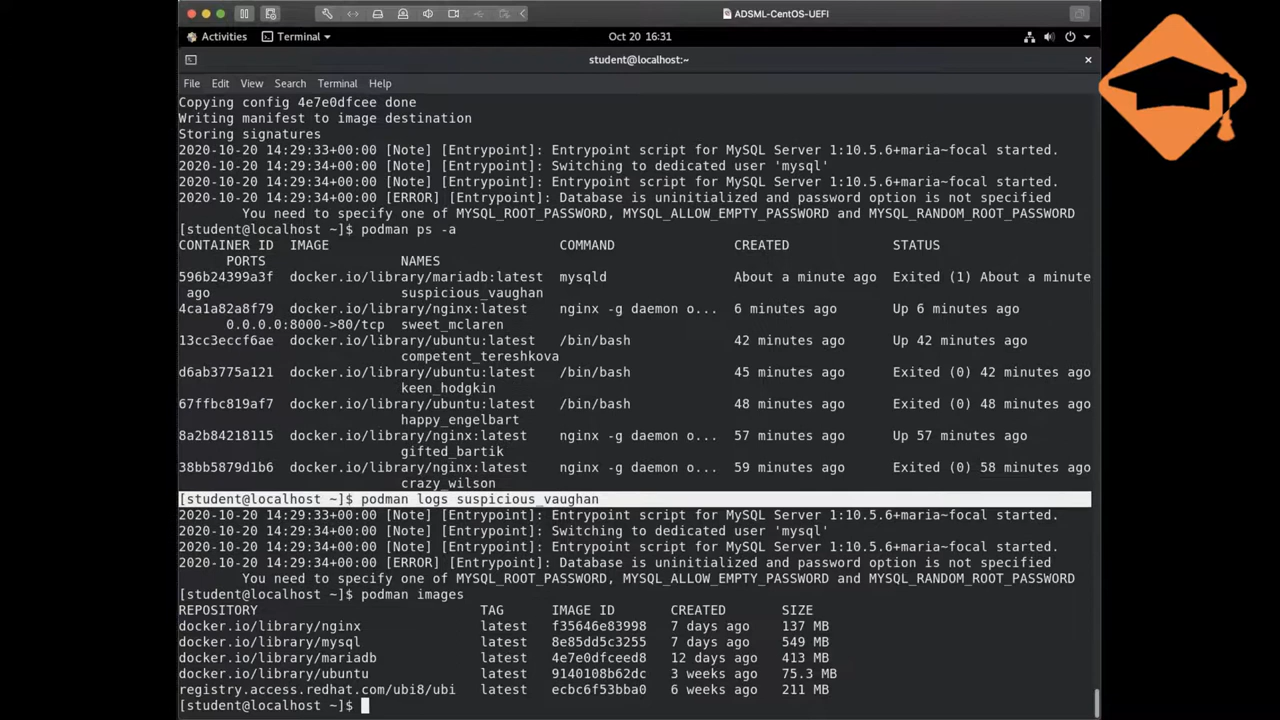 ADSML-CentOS-UEFI
Activities Terminal Oct 20 16:31
student@localhost:~
File Edit View Search Terminal Help
Copying config 4e7e0dfcee done
Writing manifest to image destination
Storing signatures
2020-10-20 14:29:33+00:00 [Note] [Entrypoint]: Entrypoint script for MySQL Server 1:10.5.6+maria~focal started.
2020-10-20 14:29:34+00:00 [Note] [Entrypoint]: Switching to dedicated user 'mysql'
2020-10-20 14:29:34+00:00 [Note] [Entrypoint]: Entrypoint script for MySQL Server 1:10.5.6+maria~focal started.
2020-10-20 14:29:34+00:00 [ERROR] [Entrypoint]: Database is uninitialized and password option is not specified
You need to specify one of MYSQL_ROOT_PASSWORD, MYSQL_ALLOW_EMPTY_PASSWORD and MYSQL_RANDOM_ROOT_PASSWORD
[student@localhost ~]$ podman ps -a
CONTAINER ID IMAGE COMMAND CREATED STATUS
PORTS NAMES
596b24399a3f docker.io/library/mariadb:latest mysqld About a minute ago Exited (1) About a minute
ago suspicious_vaughan
4ca1a82a8f79 docker.io/library/nginx:latest nginx -g daemon o... 6 minutes ago Up 6 minutes ago
0.0.0.0:8000->80/tcp sweet_mclaren
13cc3eccf6ae docker.io/library/ubuntu:latest /bin/bash 42 minutes ago Up 42 minutes ago
competent_tereshkova
d6ab3775a121 docker.io/library/ubuntu:latest /bin/bash 45 minutes ago Exited (0) 42 minutes ago
keen_hodgkin
67ffbc819af7 docker.io/library/ubuntu:latest /bin/bash 48 minutes ago Exited (0) 48 minutes ago
happy_engelbart
8a2b84218115 docker.io/library/nginx:latest nginx -g daemon o... 57 minutes ago Up 57 minutes ago
gifted_bartik
38bb5879d1b6 docker.io/library/nginx:latest nginx -g daemon o... 59 minutes ago Exited (0) 58 minutes ago
crazy_wilson
[student@localhost ~]$ podman logs suspicious_vaughan
2020-10-20 14:29:33+00:00 [Note] [Entrypoint]: Entrypoint script for MySQL Server 1:10.5.6+maria~focal started.
2020-10-20 14:29:34+00:00 [Note] [Entrypoint]: Switching to dedicated user 'mysql'
2020-10-20 14:29:34+00:00 [Note] [Entrypoint]: Entrypoint script for MySQL Server 1:10.5.6+maria~focal started.
2020-10-20 14:29:34+00:00 [ERROR] [Entrypoint]: Database is uninitialized and password option is not specified
You need to specify one of MYSQL_ROOT_PASSWORD, MYSQL_ALLOW_EMPTY_PASSWORD and MYSQL_RANDOM_ROOT_PASSWORD
[student@localhost ~]$ podman images
REPOSITORY TAG IMAGE ID CREATED SIZE
docker.io/library/nginx latest f35646e83998 7 days ago 137 MB
docker.io/library/mysql latest 8e85dd5c3255 7 days ago 549 MB
docker.io/library/mariadb latest 4e7e0dfceed8 12 days ago 413 MB
docker.io/library/ubuntu latest 9140108b62dc 3 weeks ago 75.3 MB
registry.access.redhat.com/ubi8/ubi latest ecbc6f53bba0 6 weeks ago 211 MB
[student@localhost ~]$